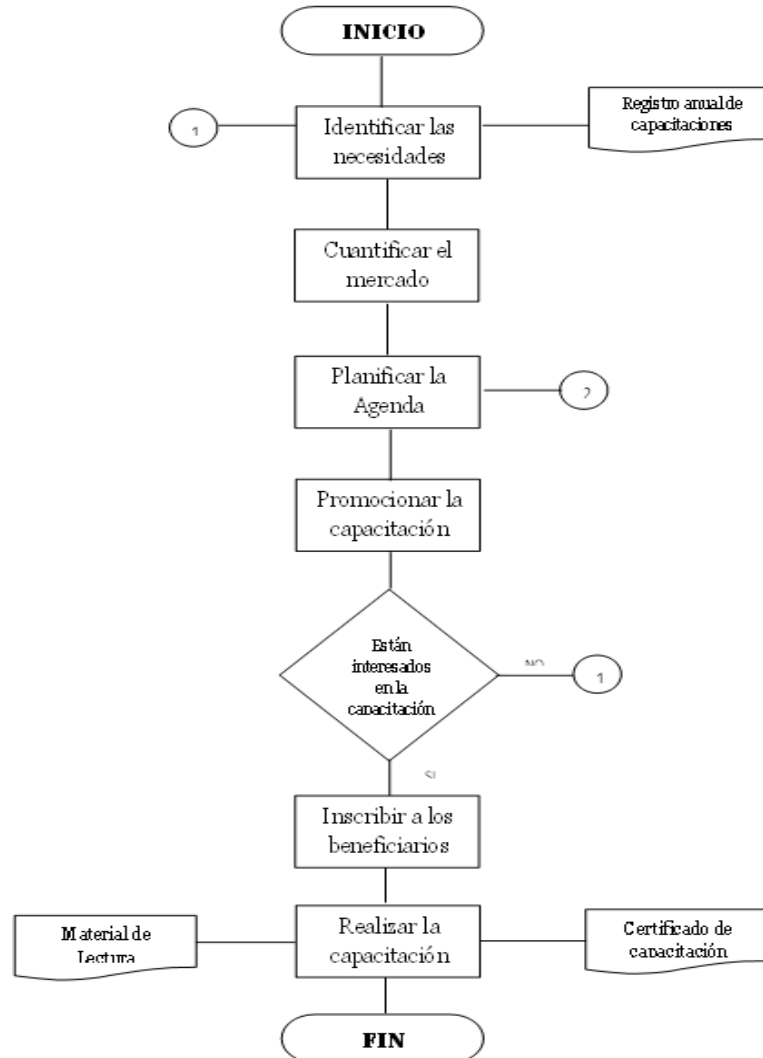 INICIO
1
Identificar las
necesidades
Registro anual de
capacitaciones
Cuantificar el
mercado
Planificar la
Agenda
2
Promocionar la
capacitación
Están
interesados
en la
capacitación
NO
1
SI
Inscribir a los
beneficiarios
Material de
Lectura
Realizar la
capacitación
Certificado de
capacitación
FIN